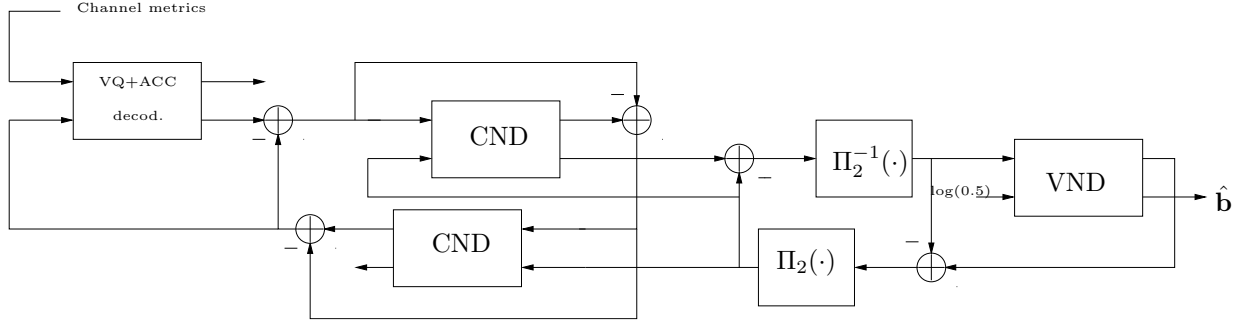 Channel metrics
VQ+ACC
decod.
CND
Π₂⁻¹(·)
log(0.5)
VND
b̂
CND
Π₂(·)